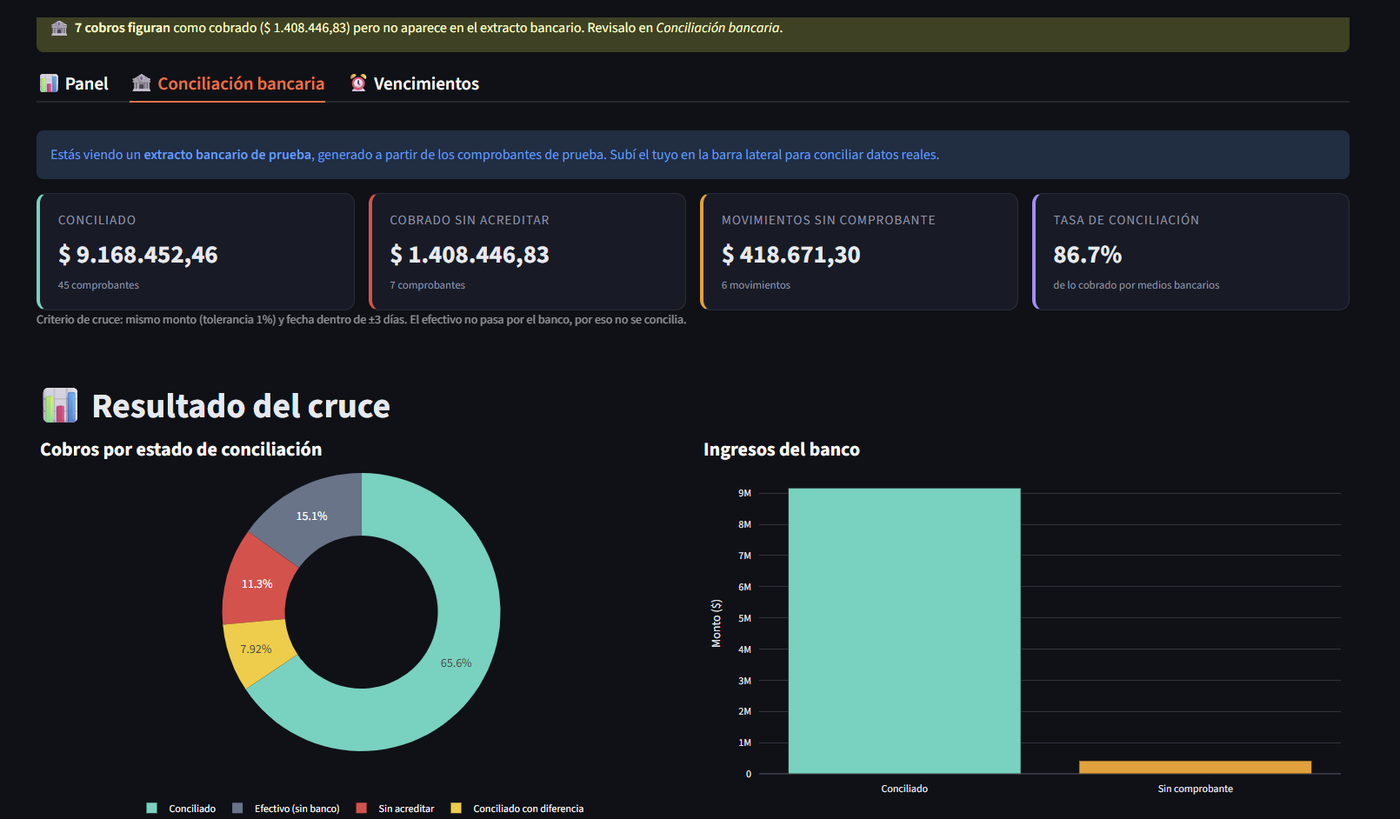 7 cobros figuran como cobrado ($ 1.408.446,83) pero no aparece en el extracto bancario. Revisalo en Conciliación bancaria.
Panel
Conciliación bancaria
Vencimientos
Estás viendo un extracto bancario de prueba, generado a partir de los comprobantes de prueba. Subí el tuyo en la barra lateral para conciliar datos reales.
CONCILIADO
$ 9.168.452,46
45 comprobantes
COBRADO SIN ACREDITAR
$ 1.408.446,83
7 comprobantes
MOVIMIENTOS SIN COMPROBANTE
$ 418.671,30
6 movimientos
TASA DE CONCILIACIÓN
86.7%
de lo cobrado por medios bancarios
Criterio de cruce: mismo monto (tolerancia 1%) y fecha dentro de ±3 días. El efectivo no pasa por el banco, por eso no se concilia.
Resultado del cruce
Cobros por estado de conciliación
15.1%
11.3%
7.92%
65.6%
Conciliado
Efectivo (sin banco)
Sin acreditar
Conciliado con diferencia
Ingresos del banco
Monto ($)
9M
8M
7M
6M
5M
4M
3M
2M
1M
0
Conciliado
Sin comprobante